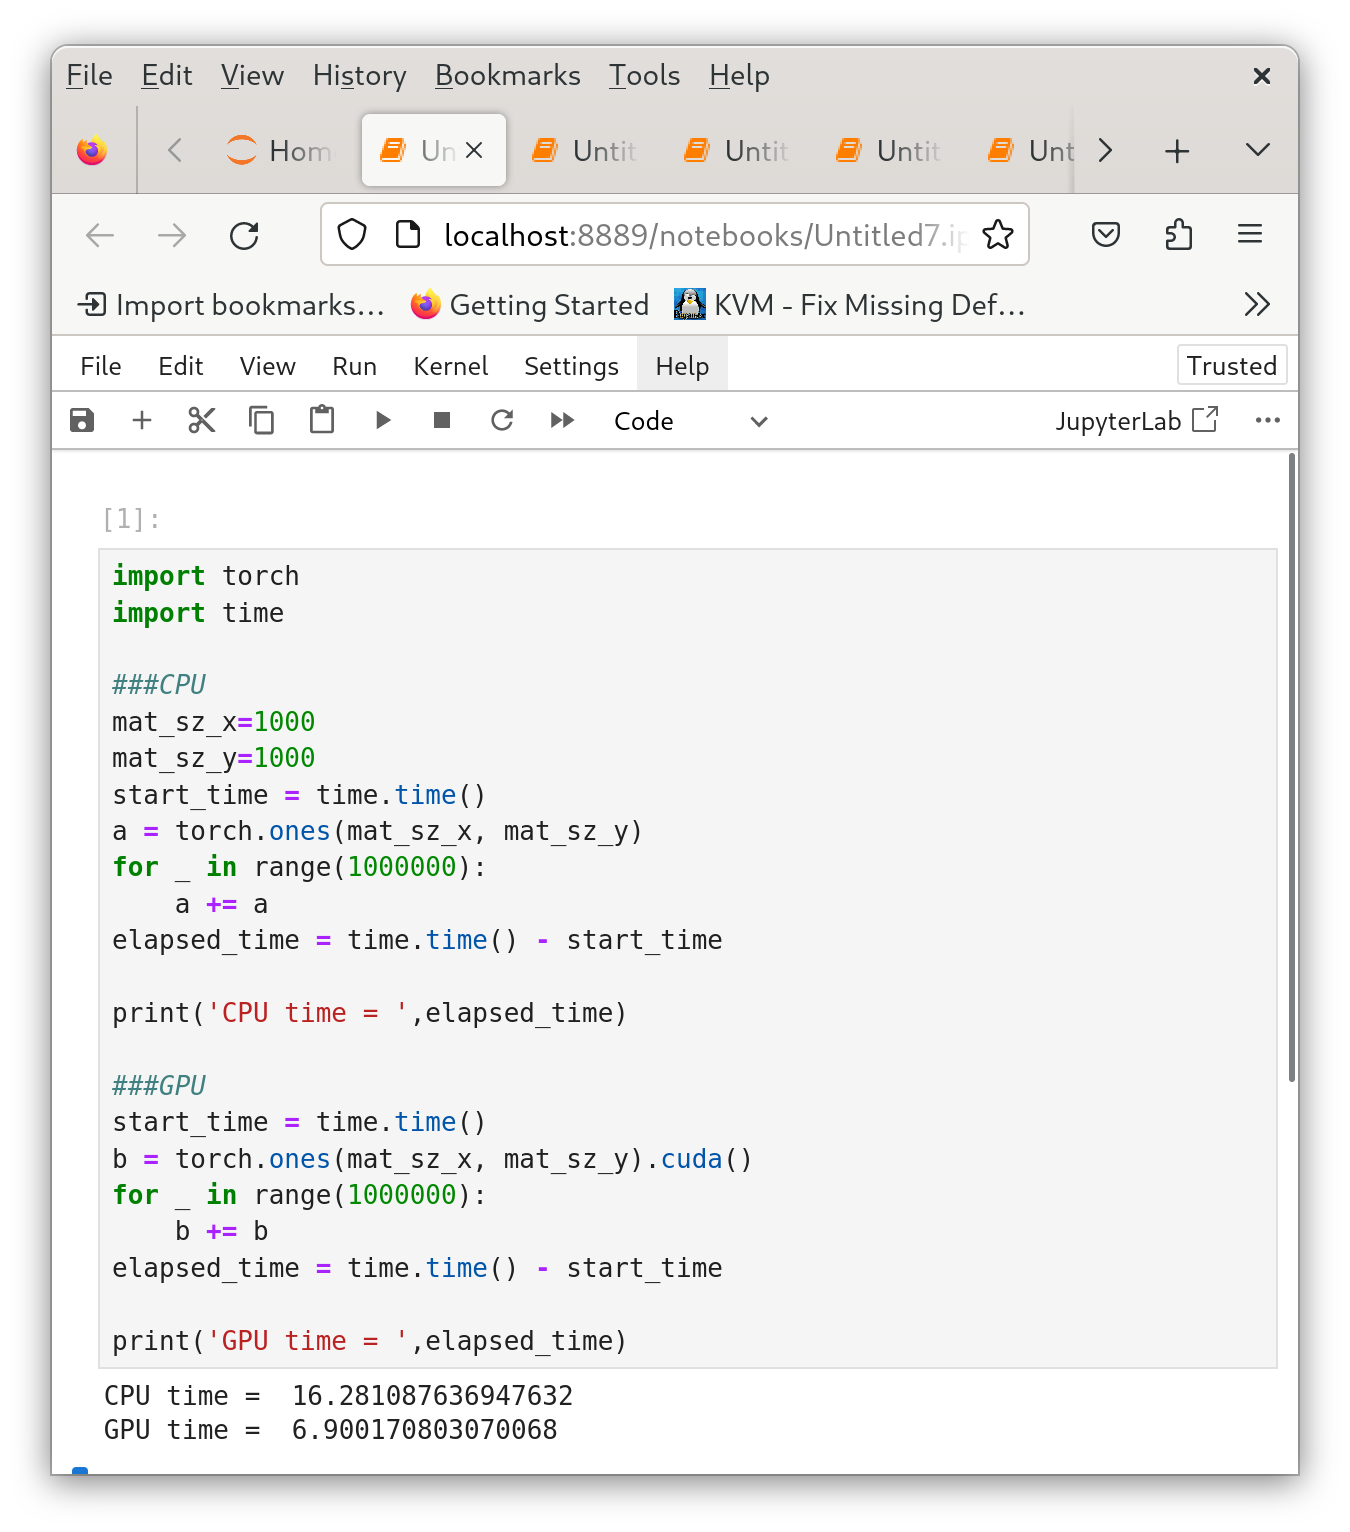 File Edit View History Bookmarks Tools Help
Hom Un Untit Untit Untit Unt
localhost:8889/notebooks/Untitled7.ip
Import bookmarks... Getting Started KVM - Fix Missing Def...
File Edit View Run Kernel Settings Help Trusted
Code JupyterLab
[1]:
import torch
import time
###CPU
mat_sz_x=1000
mat_sz_y=1000
start_time = time.time()
a = torch.ones(mat_sz_x, mat_sz_y)
for _ in range(1000000):
    a += a
elapsed_time = time.time() - start_time
print('CPU time = ',elapsed_time)
###GPU
start_time = time.time()
b = torch.ones(mat_sz_x, mat_sz_y).cuda()
for _ in range(1000000):
    b += b
elapsed_time = time.time() - start_time
print('GPU time = ',elapsed_time)
CPU time =  16.281087636947632
GPU time =  6.900170803070068